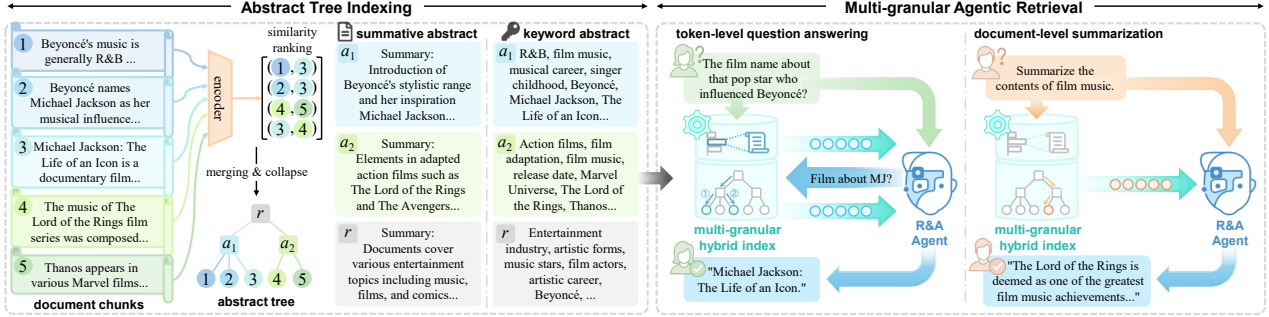 Abstract Tree Indexing
1
Beyoncé's music is
generally R&B ...
2
Beyoncé names
Michael Jackson as her
musical influence...
3
Michael Jackson: The
Life of an Icon is a
documentary film...
4
The music of The
Lord of the Rings film
series was composed...
5
Thanos appears in
various Marvel films...
document chunks
encoder
similarity
ranking
(1, 3)
(2, 3)
(4, 5)
(3, 4)
merging & collapse
r
a1 a2
1 2 3 4 5
abstract tree
summative abstract
a1 Summary:
Introduction of
Beyoncé's stylistic range
and her inspiration
Michael Jackson...
a2 Summary:
Elements in adapted
action films such as
The Lord of the Rings
and The Avengers...
r Summary:
Documents cover
various entertainment
topics including music,
films, and comics...
keyword abstract
a1 R&B, film music,
musical career, singer
childhood, Beyoncé,
Michael Jackson, The
Life of an Icon...
a2 Action films, film
adaptation, film music,
release date, Marvel
Universe, The Lord of
the Rings, Thanos...
r Entertainment
industry, artistic forms,
music stars, film actors,
artistic career,
Beyoncé, ...
Multi-granular Agentic Retrieval
token-level question answering
The film name about
that pop star who
influenced Beyoncé?
Film about MJ?
① ②
multi-granular
hybrid index
R&A
Agent
"Michael Jackson:
The Life of an Icon."
document-level summarization
Summarize the
contents of film music.
multi-granular
hybrid index
R&A
Agent
"The Lord of the Rings is
deemed as one of the greatest
film music achievements..."